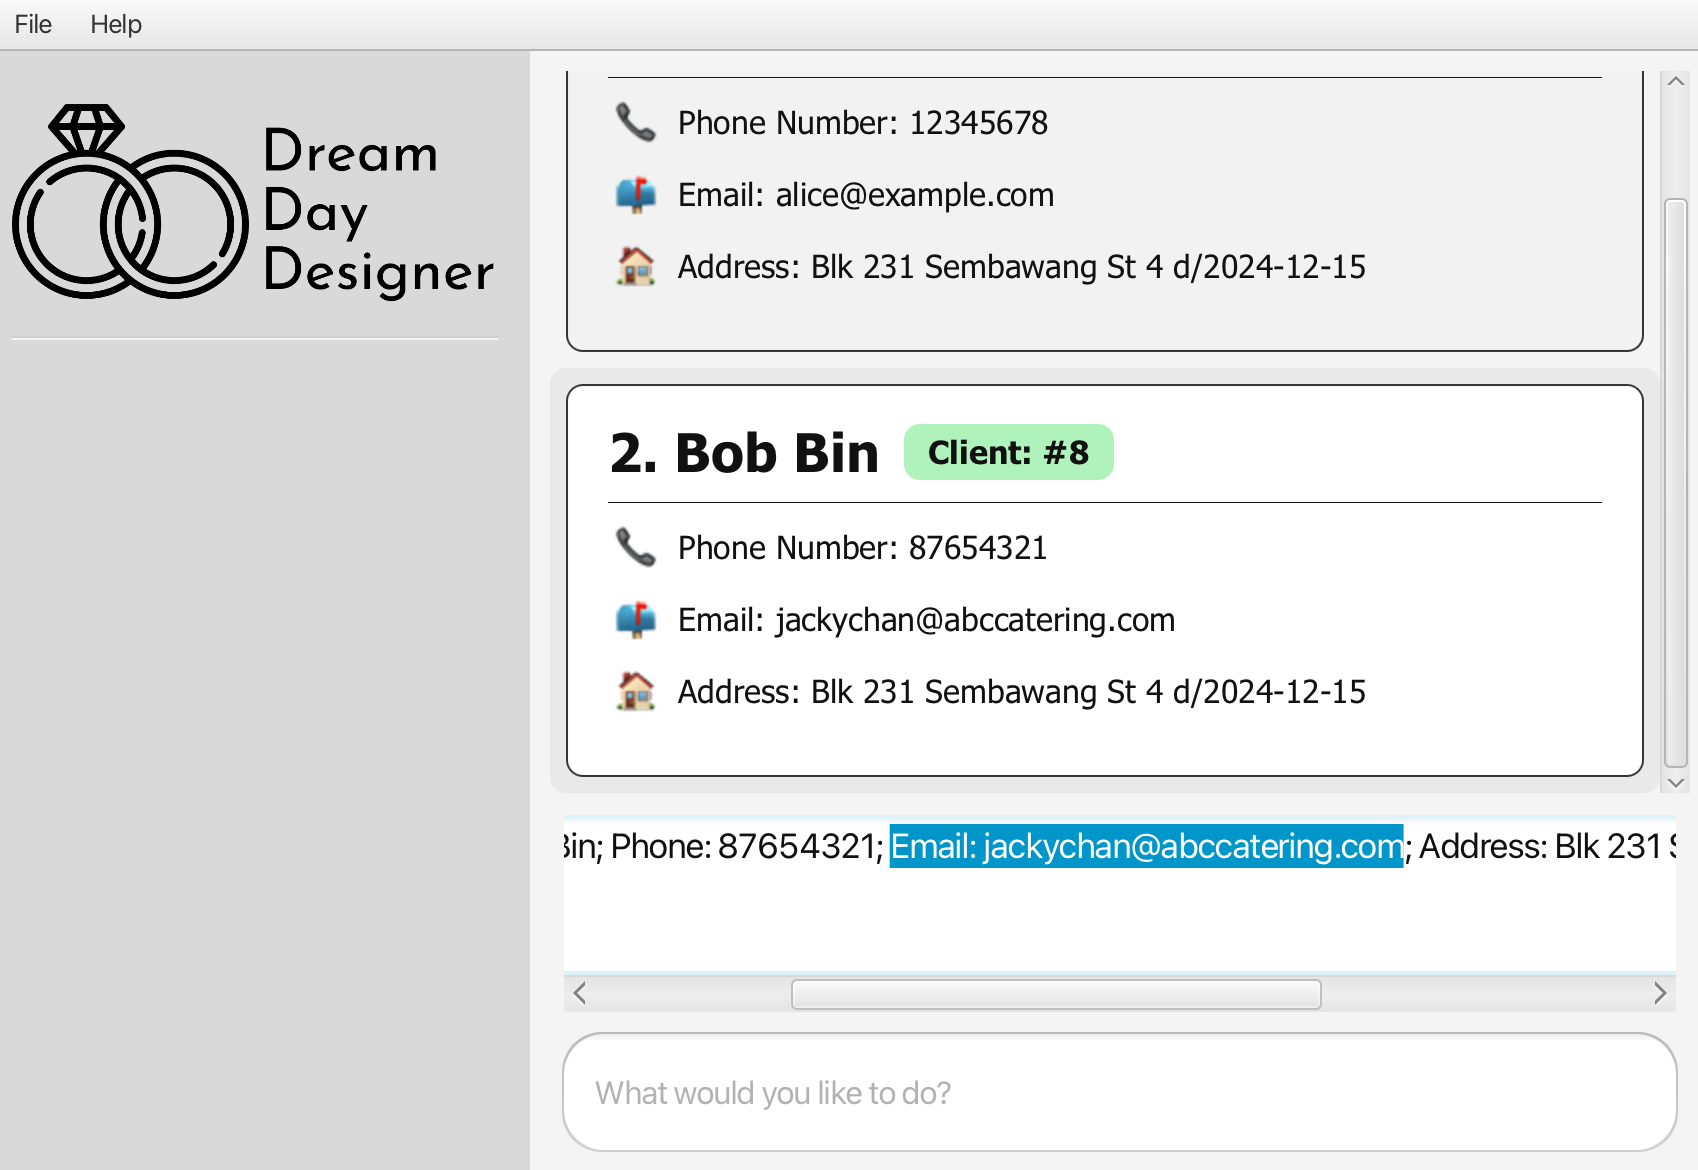 File Help
Dream
Day
Designer
Phone Number: 12345678
Email: alice@example.com
Address: Blk 231 Sembawang St 4 d/2024-12-15
2. Bob Bin Client: #8
Phone Number: 87654321
Email: jackychan@abccatering.com
Address: Blk 231 Sembawang St 4 d/2024-12-15
Bin; Phone: 87654321; Email: jackychan@abccatering.com; Address: Blk 231 S
What would you like to do?